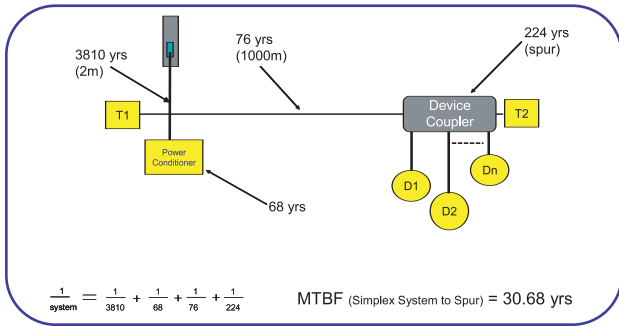 3810 yrs
(2m)
76 yrs
(1000m)
224 yrs
(spur)
T1
Device
Coupler
T2
Power
Conditioner
D1
D2
Dn
68 yrs
1/system = 1/3810 + 1/68 + 1/76 + 1/224
MTBF (Simplex System to Spur) = 30.68 yrs